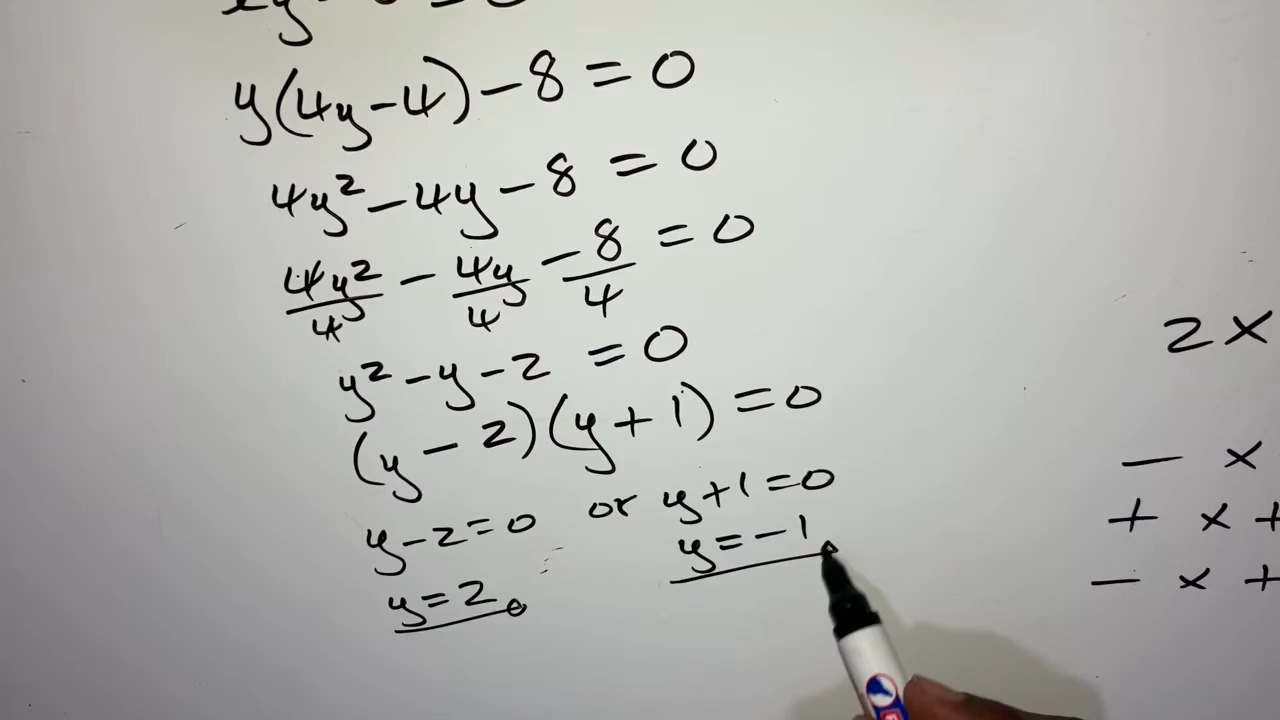 y(4y-4)-8=0
4y²-4y-8=0
4y²/4 - 4y/4 - 8/4 = 0
y²-y-2=0
(y-2)(y+1)=0
y-2=0 or y+1=0
y=2 y=-1
2 x
- x
+ x +
- x +